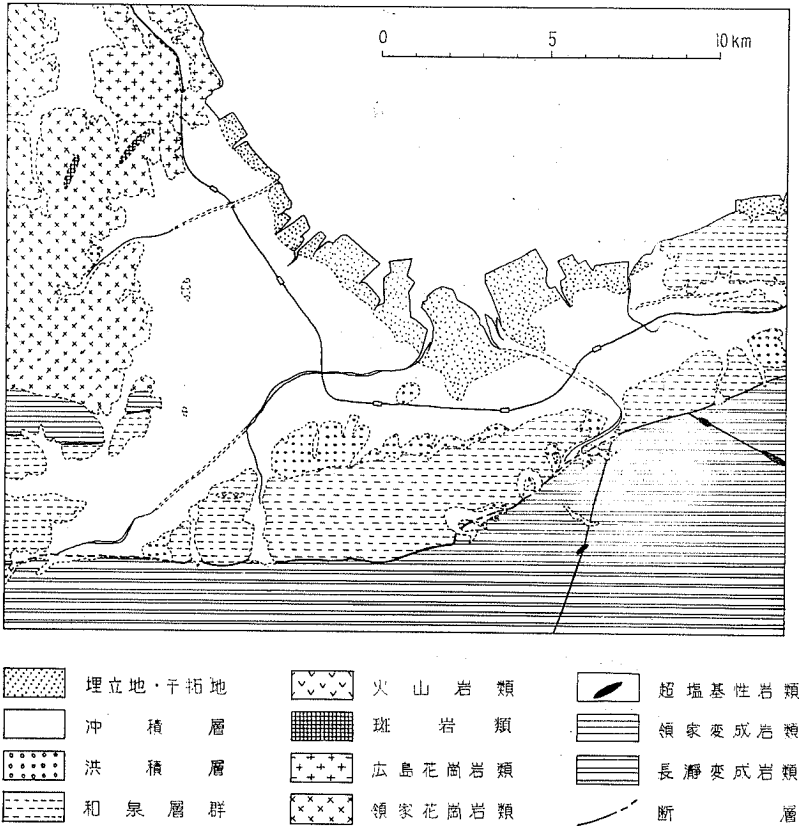 0 5 10km
埋立地・干拓地
沖積層
洪積層
和泉層群
火山岩類
斑岩類
広島花崗岩類
領家花崗岩類
超塩基性岩類
領家変成岩類
長瀞変成岩類
断層